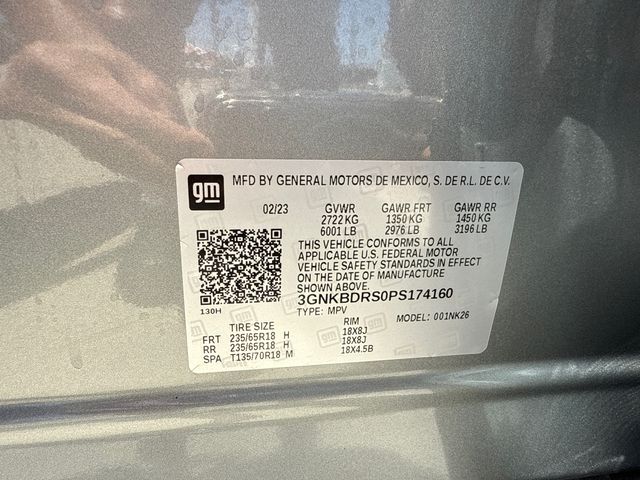 gm MFD BY GENERAL MOTORS DE MEXICO, S. DE R.L. DE C.V.
02/23 GVWR GAWR FRT GAWR RR
2722 KG 1350 KG 1450 KG
6001 LB 2976 LB 3196 LB
THIS VEHICLE CONFORMS TO ALL
APPLICABLE U.S. FEDERAL MOTOR
VEHICLE SAFETY STANDARDS IN EFFECT
ON THE DATE OF MANUFACTURE
SHOWN ABOVE.
3GNKBDRS0PS174160
130H TYPE: MPV MODEL: 001NK26
TIRE SIZE RIM
FRT 235/65R18 H 18X8J
RR 235/65R18 H 18X8J
SPA T135/70R18 M 18X4.5B